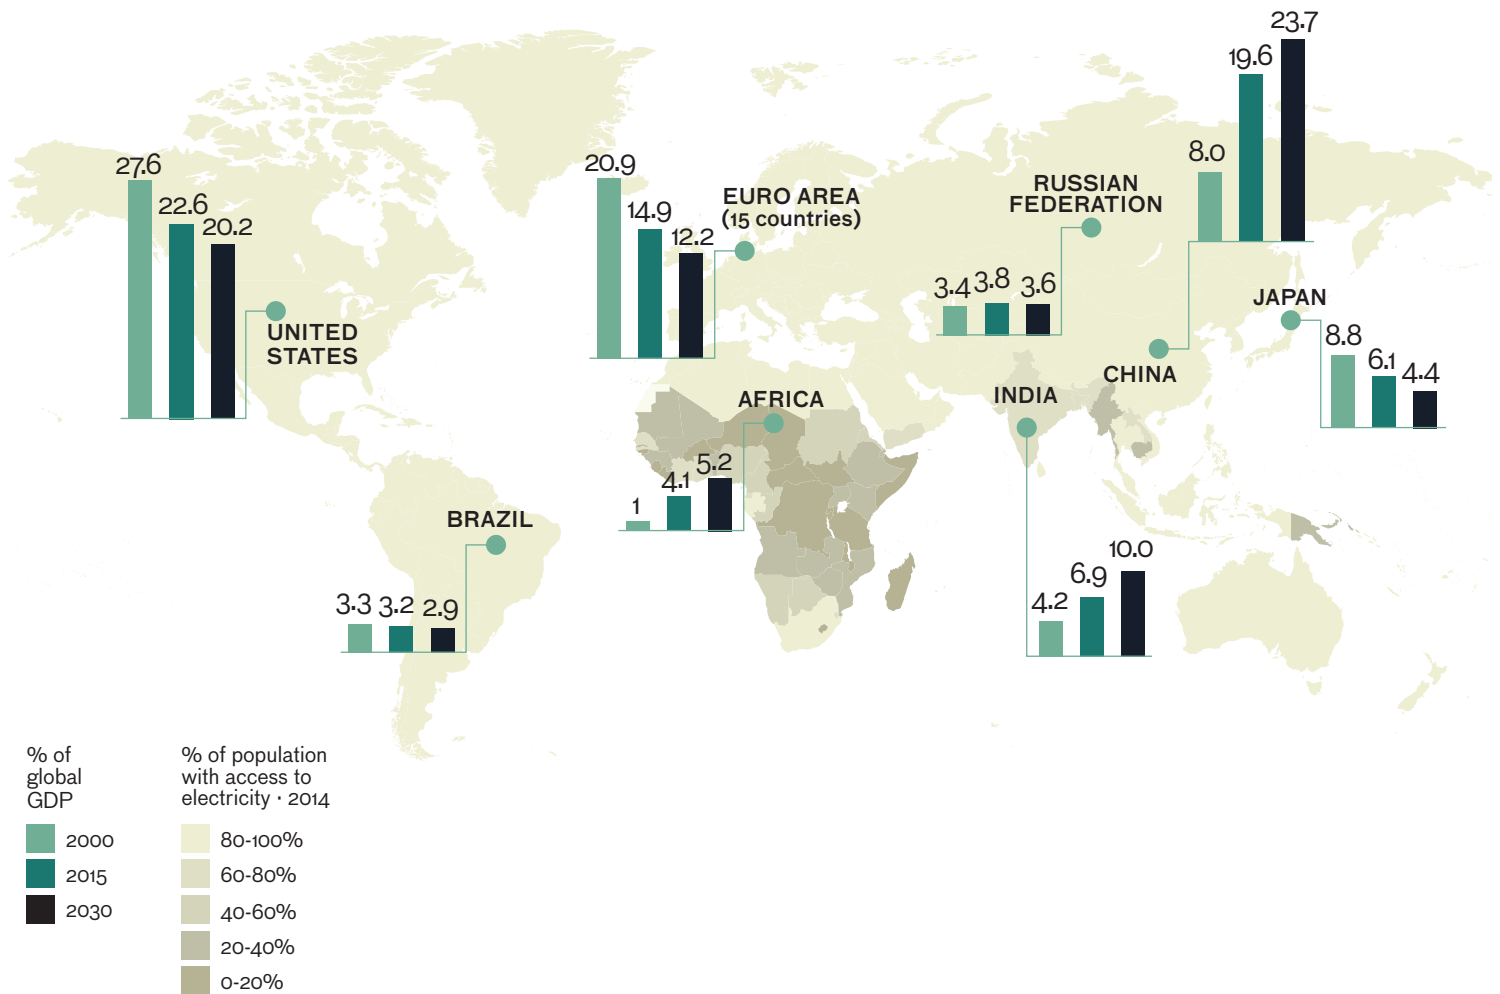 27.6
22.6
20.2
UNITED
STATES
20.9
14.9
12.2
EURO AREA
(15 countries)
RUSSIAN
FEDERATION
3.4
3.8
3.6
8.0
19.6
23.7
CHINA
JAPAN
8.8
6.1
4.4
AFRICA
1
4.1
5.2
INDIA
4.2
6.9
10.0
BRAZIL
3.3
3.2
2.9
% of
global
GDP
2000
2015
2030
% of population
with access to
electricity · 2014
80-100%
60-80%
40-60%
20-40%
0-20%